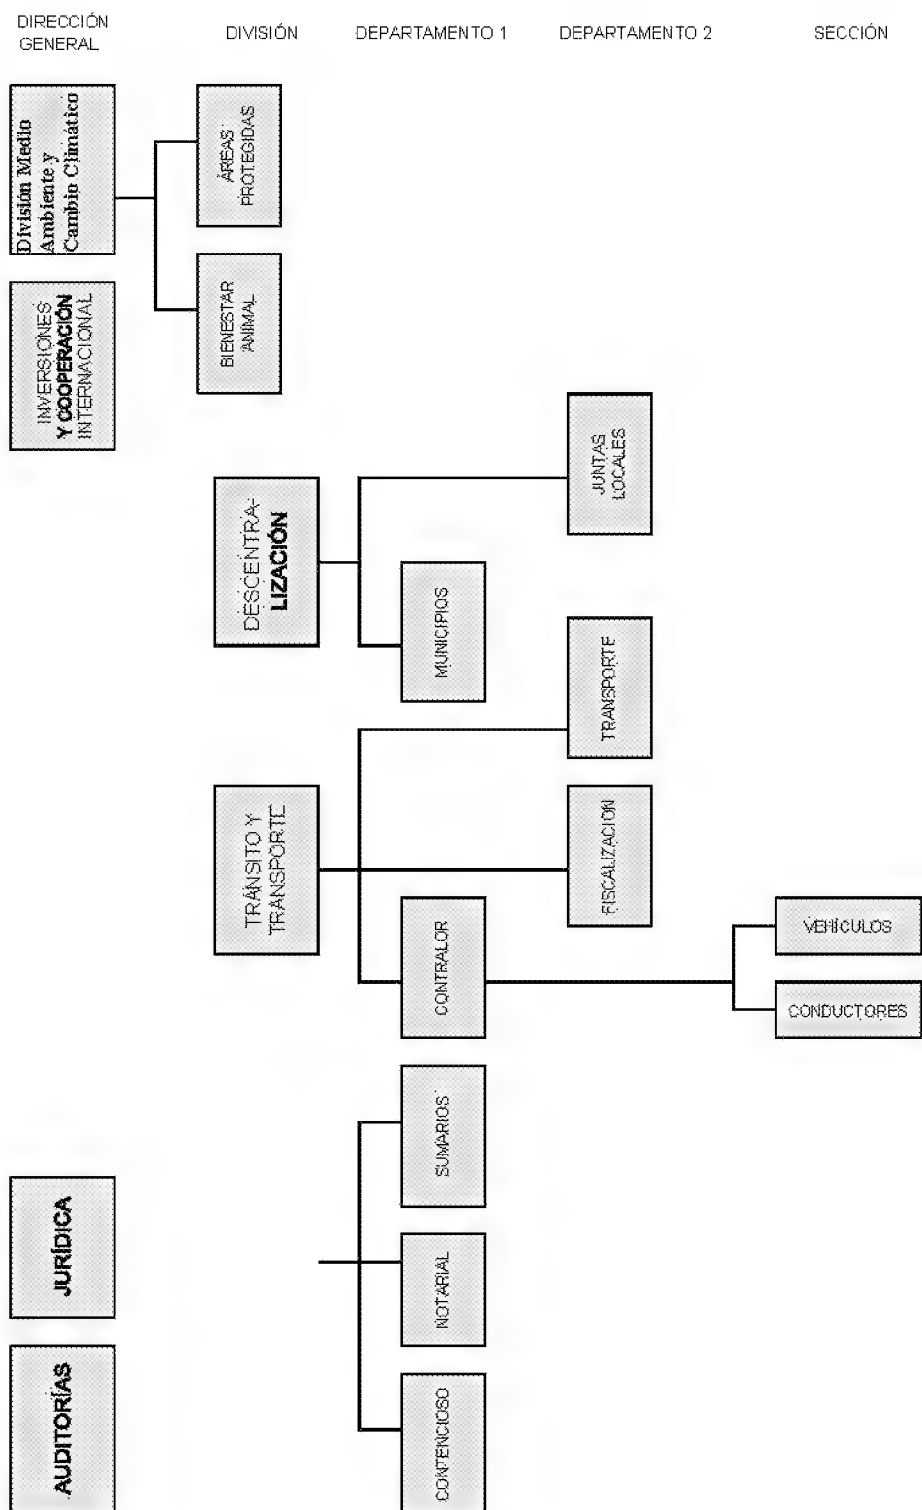 DIRECCIÓN
GENERAL
DIVISIÓN
DEPARTAMENTO 1
DEPARTAMENTO 2
SECCIÓN
División Medio
Ambiente y
Cambio Climático
ÁREAS
PROTEGIDAS
INVERSIONES
Y COOPERACIÓN
INTERNACIONAL
BIENESTAR
ANIMAL
DESCENTRA-
LIZACIÓN
JUNTAS
LOCALES
MUNICIPIOS
TRÁNSITO Y
TRANSPORTE
TRANSPORTE
FISCALIZACIÓN
CONTRALOR
VEHÍCULOS
CONDUCTORES
SUMARIOS
JURÍDICA
NOTARIAL
AUDITORÍAS
CONTENCIOSO